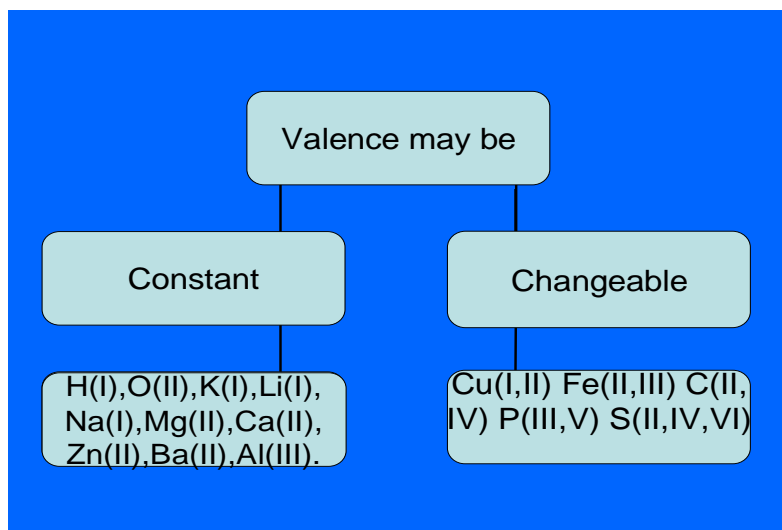 Valence may be
Constant
Changeable
H(I),O(II),K(I),Li(I),
Na(I),Mg(II),Ca(II),
Zn(II),Ba(II),Al(III).
Cu(I,II) Fe(II,III) C(II,
IV) P(III,V) S(II,IV,VI)